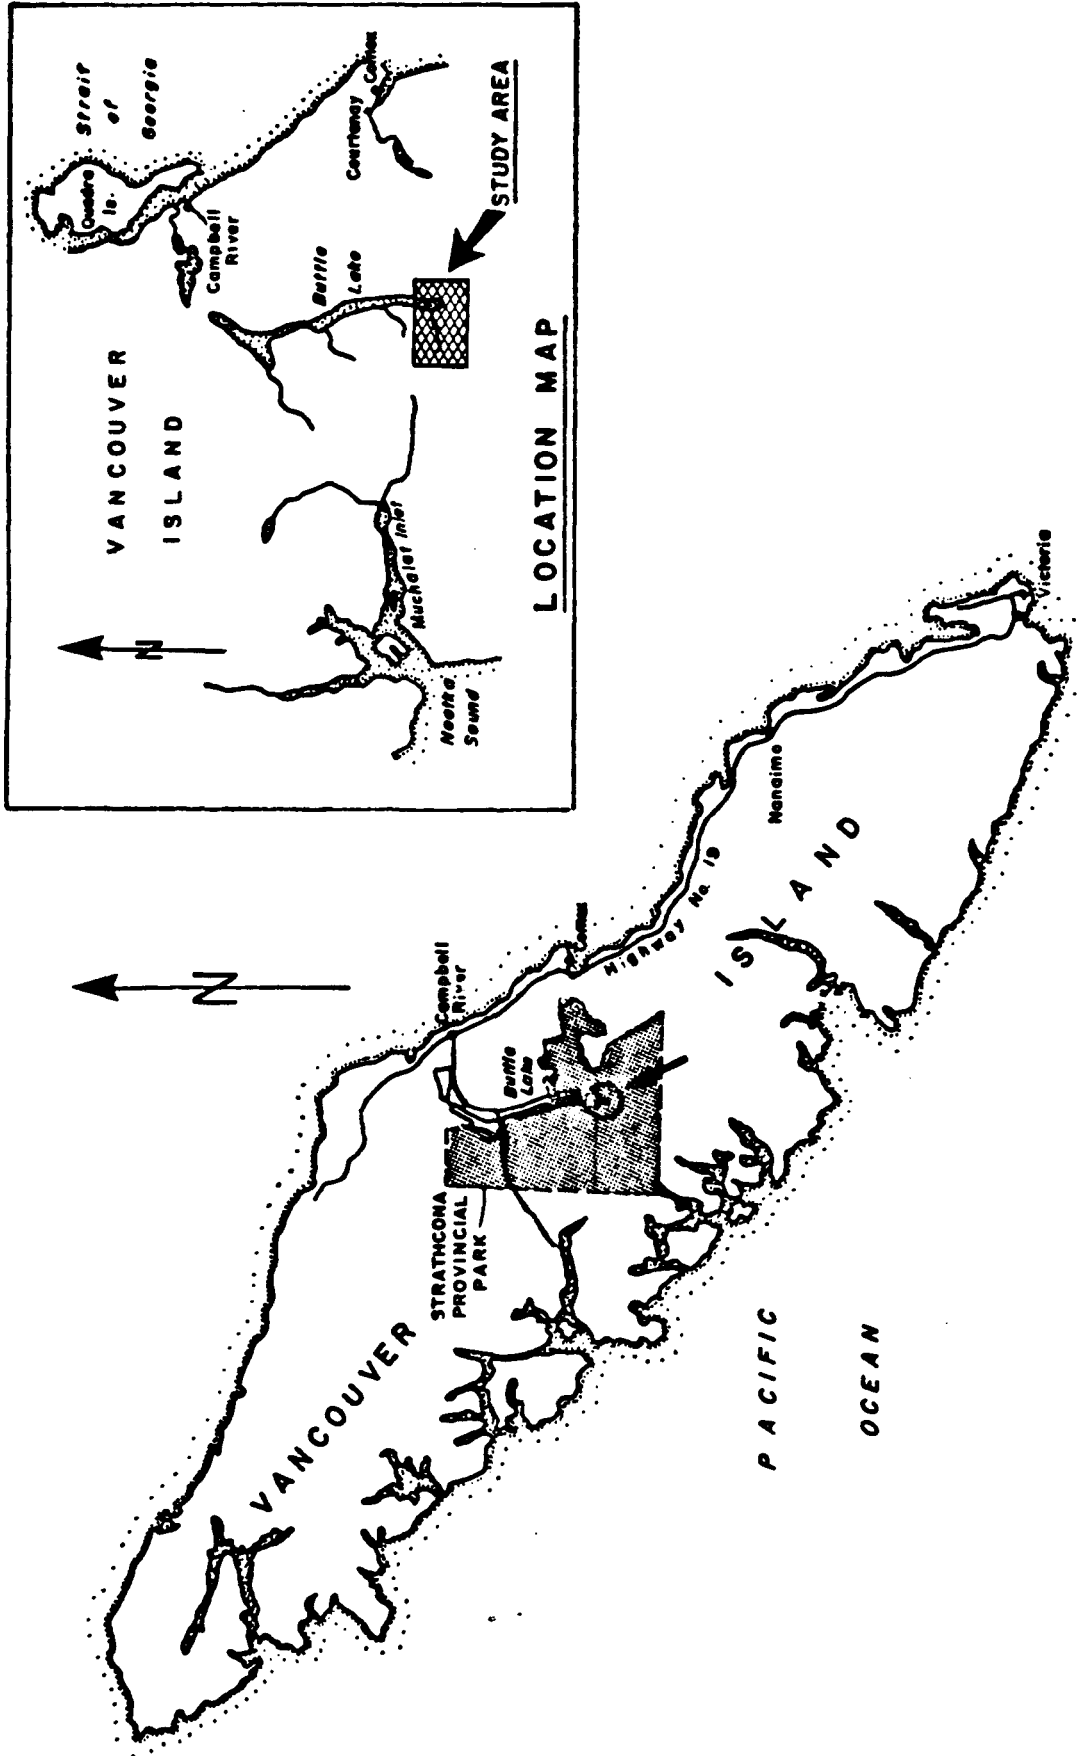 Strait
of
Georgia
Quadra
Is.
Campbell
River
Courtenay
Comox
VANCOUVER
ISLAND
Buttle
Lake
STUDY AREA
Muchalat Inlet
N
Nootka
Sound
LOCATION MAP
N
Campbell
River
Comox
Highway No. 19
Buttle
Lake
STRATHCONA
PROVINCIAL
PARK
VANCOUVER
ISLAND
Nanaimo
Victoria
PACIFIC
OCEAN